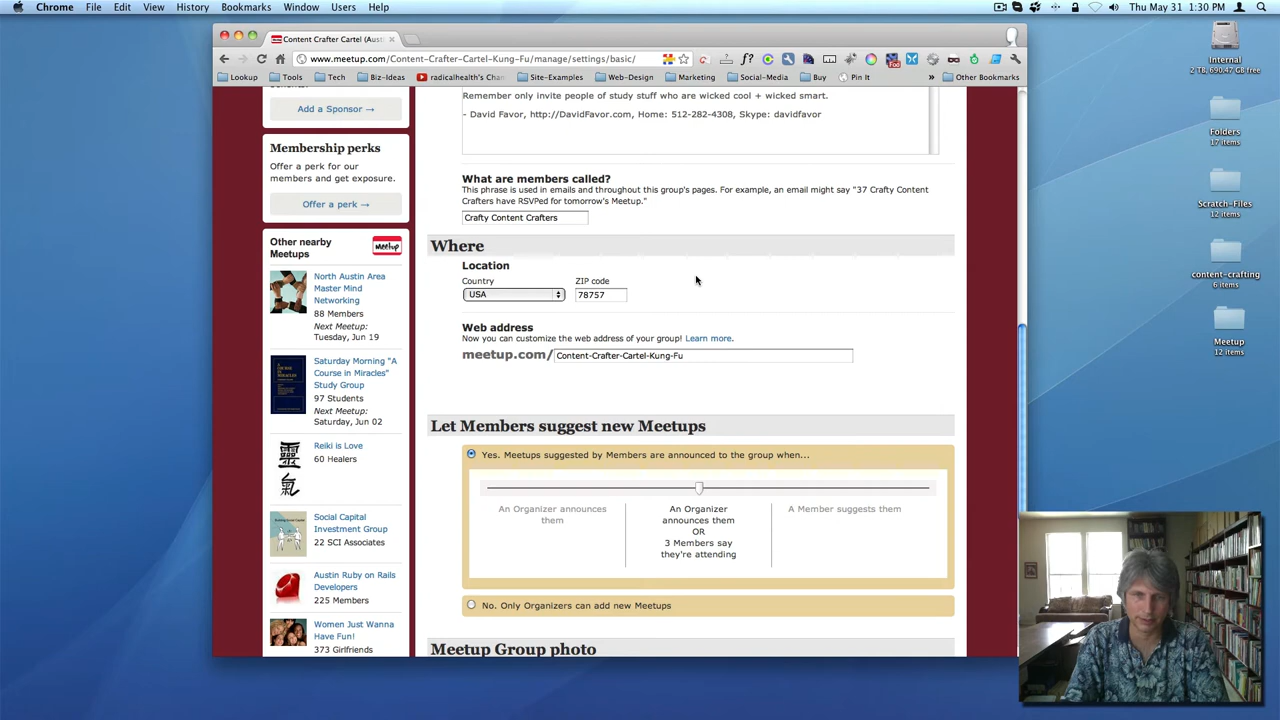 Chrome File Edit View History Bookmarks Window Users Help
Thu May 31 1:30 PM
Content Crafter Cartel (Aust
www.meetup.com/Content-Crafter-Cartel-Kung-Fu/manage/settings/basic/
Lookup Tools Tech Biz-Ideas radicalhealth's Chan Site-Examples Web-Design Marketing Social-Media Buy Pin It » Other Bookmarks
Add a Sponsor →
Membership perks
Offer a perk for our
members and get exposure.
Offer a perk →
Other nearby
Meetups
Meetup
North Austin Area
Master Mind
Networking
88 Members
Next Meetup:
Tuesday, Jun 19
Saturday Morning "A
Course in Miracles"
Study Group
97 Students
Next Meetup:
Saturday, Jun 02
Reiki is Love
60 Healers
Social Capital
Investment Group
22 SCI Associates
Austin Ruby on Rails
Developers
225 Members
Women Just Wanna
Have Fun!
373 Girlfriends
Remember only invite people of study stuff who are wicked cool + wicked smart.
- David Favor, http://DavidFavor.com, Home: 512-282-4308, Skype: davidfavor
What are members called?
This phrase is used in emails and throughout this group's pages. For example, an email might say "37 Crafty Content
Crafters have RSVPed for tomorrow's Meetup."
Crafty Content Crafters
Where
Location
Country ZIP code
USA 78757
Web address
Now you can customize the web address of your group! Learn more.
meetup.com/ Content-Crafter-Cartel-Kung-Fu
Let Members suggest new Meetups
Yes. Meetups suggested by Members are announced to the group when...
An Organizer announces
them
An Organizer
announces them
OR
3 Members say
they're attending
A Member suggests them
No. Only Organizers can add new Meetups
Meetup Group photo
Internal
2 TB, 690.47 GB free
Folders
17 items
Scratch-Files
12 items
content-crafting
6 items
Meetup
12 items